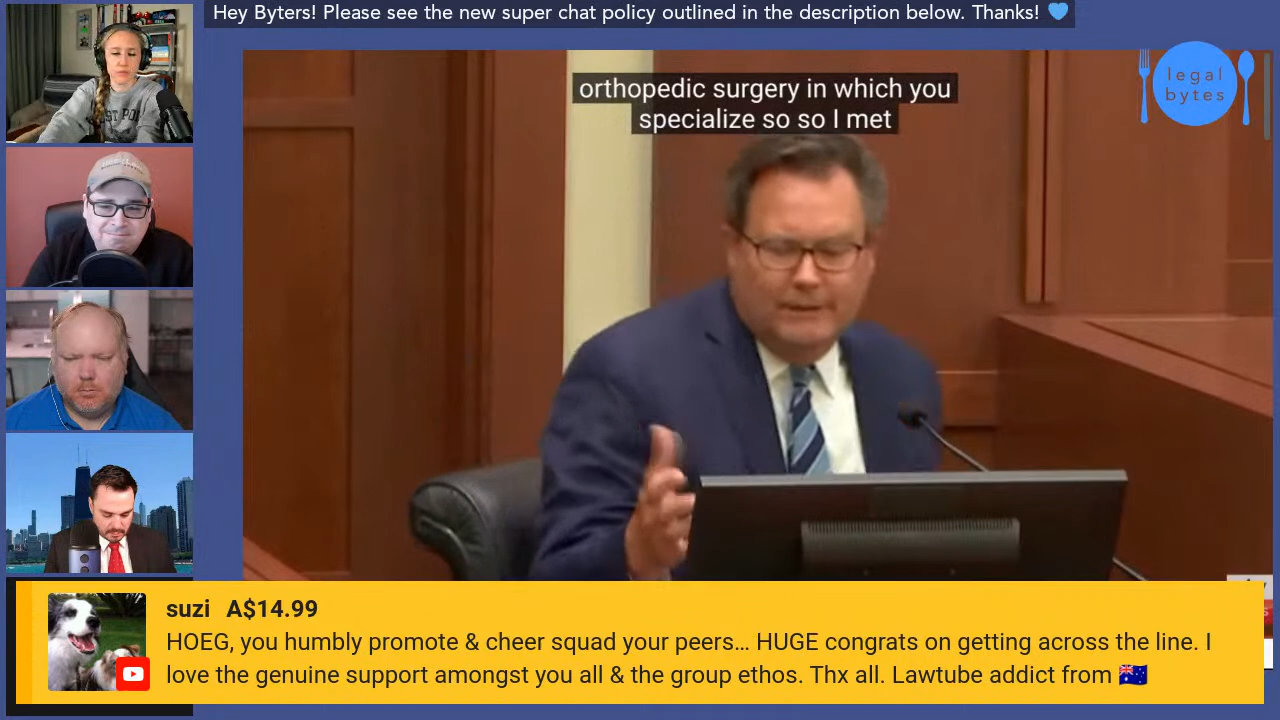 Hey Byters! Please see the new super chat policy outlined in the description below. Thanks! 💙
legal
bytes
orthopedic surgery in which you
specialize so so I met
suzi A$14.99
HOEG, you humbly promote & cheer squad your peers... HUGE congrats on getting across the line. I
love the genuine support amongst you all & the group ethos. Thx all. Lawtube addict from 🇦🇺